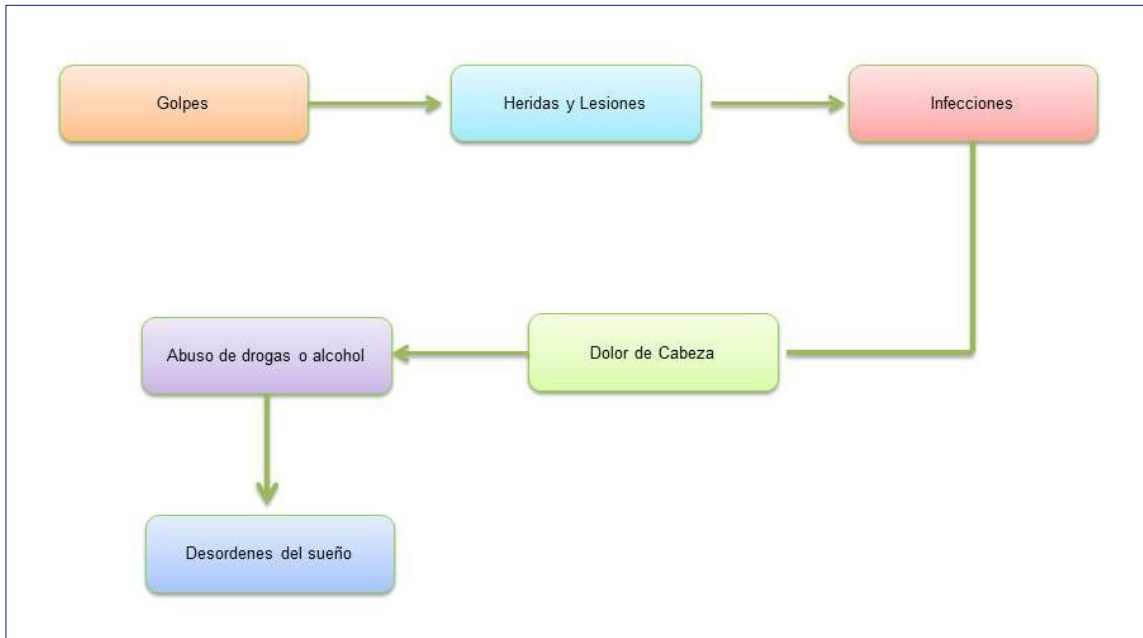 Golpes
Heridas y Lesiones
Infecciones
Dolor de Cabeza
Abuso de drogas o alcohol
Desordenes del sueño